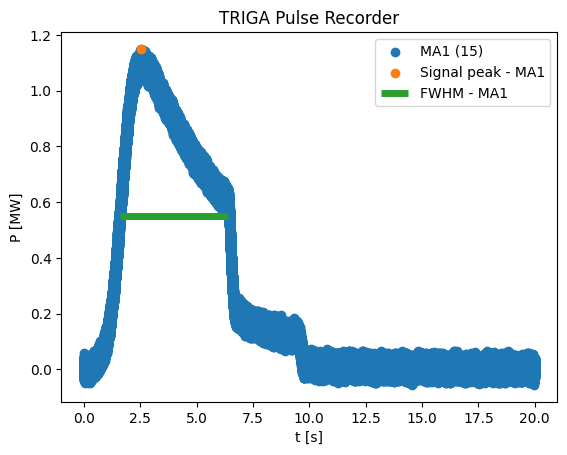 TRIGA Pulse Recorder
MA1 (15)
Signal peak - MA1
FWHM - MA1
P [MW]
1.2
1.0
0.8
0.6
0.4
0.2
0.0
0.0 2.5 5.0 7.5 10.0 12.5 15.0 17.5 20.0
t [s]